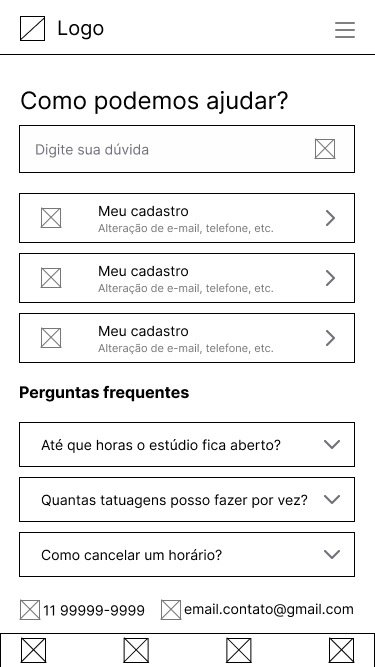 Logo
Como podemos ajudar?
Digite sua dúvida
Meu cadastro
Alteração de e-mail, telefone, etc.
Meu cadastro
Alteração de e-mail, telefone, etc.
Meu cadastro
Alteração de e-mail, telefone, etc.
Perguntas frequentes
Até que horas o estúdio fica aberto?
Quantas tatuagens posso fazer por vez?
Como cancelar um horário?
11 99999-9999 email.contato@gmail.com